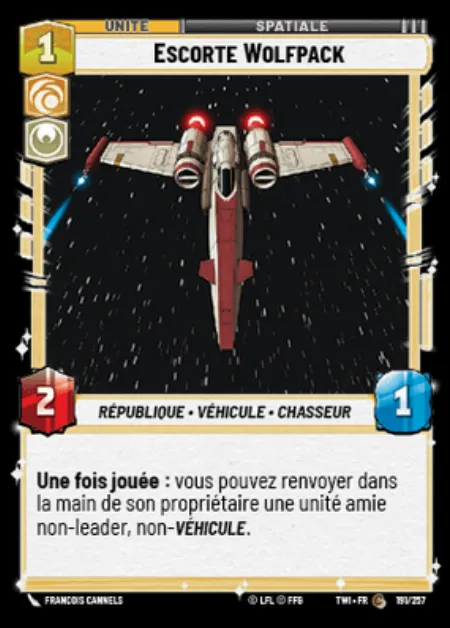 UNITÉ
SPATIALE
1
ESCORTE WOLFPACK
2
RÉPUBLIQUE • VÉHICULE • CHASSEUR
1
Une fois jouée : vous pouvez renvoyer dans
la main de son propriétaire une unité amie
non-leader, non-VÉHICULE.
FRANCOIS CANNELS
© LFL © FFG
TWI • FR
C
191/257